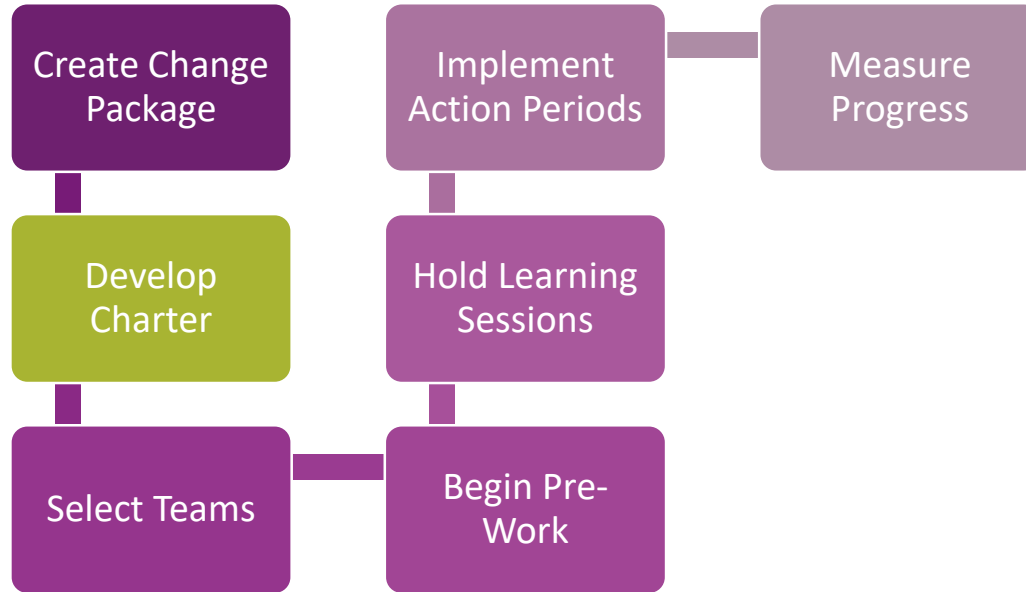 Create Change
Package
Develop
Charter
Select Teams
Begin Pre-
Work
Hold Learning
Sessions
Implement
Action Periods
Measure
Progress